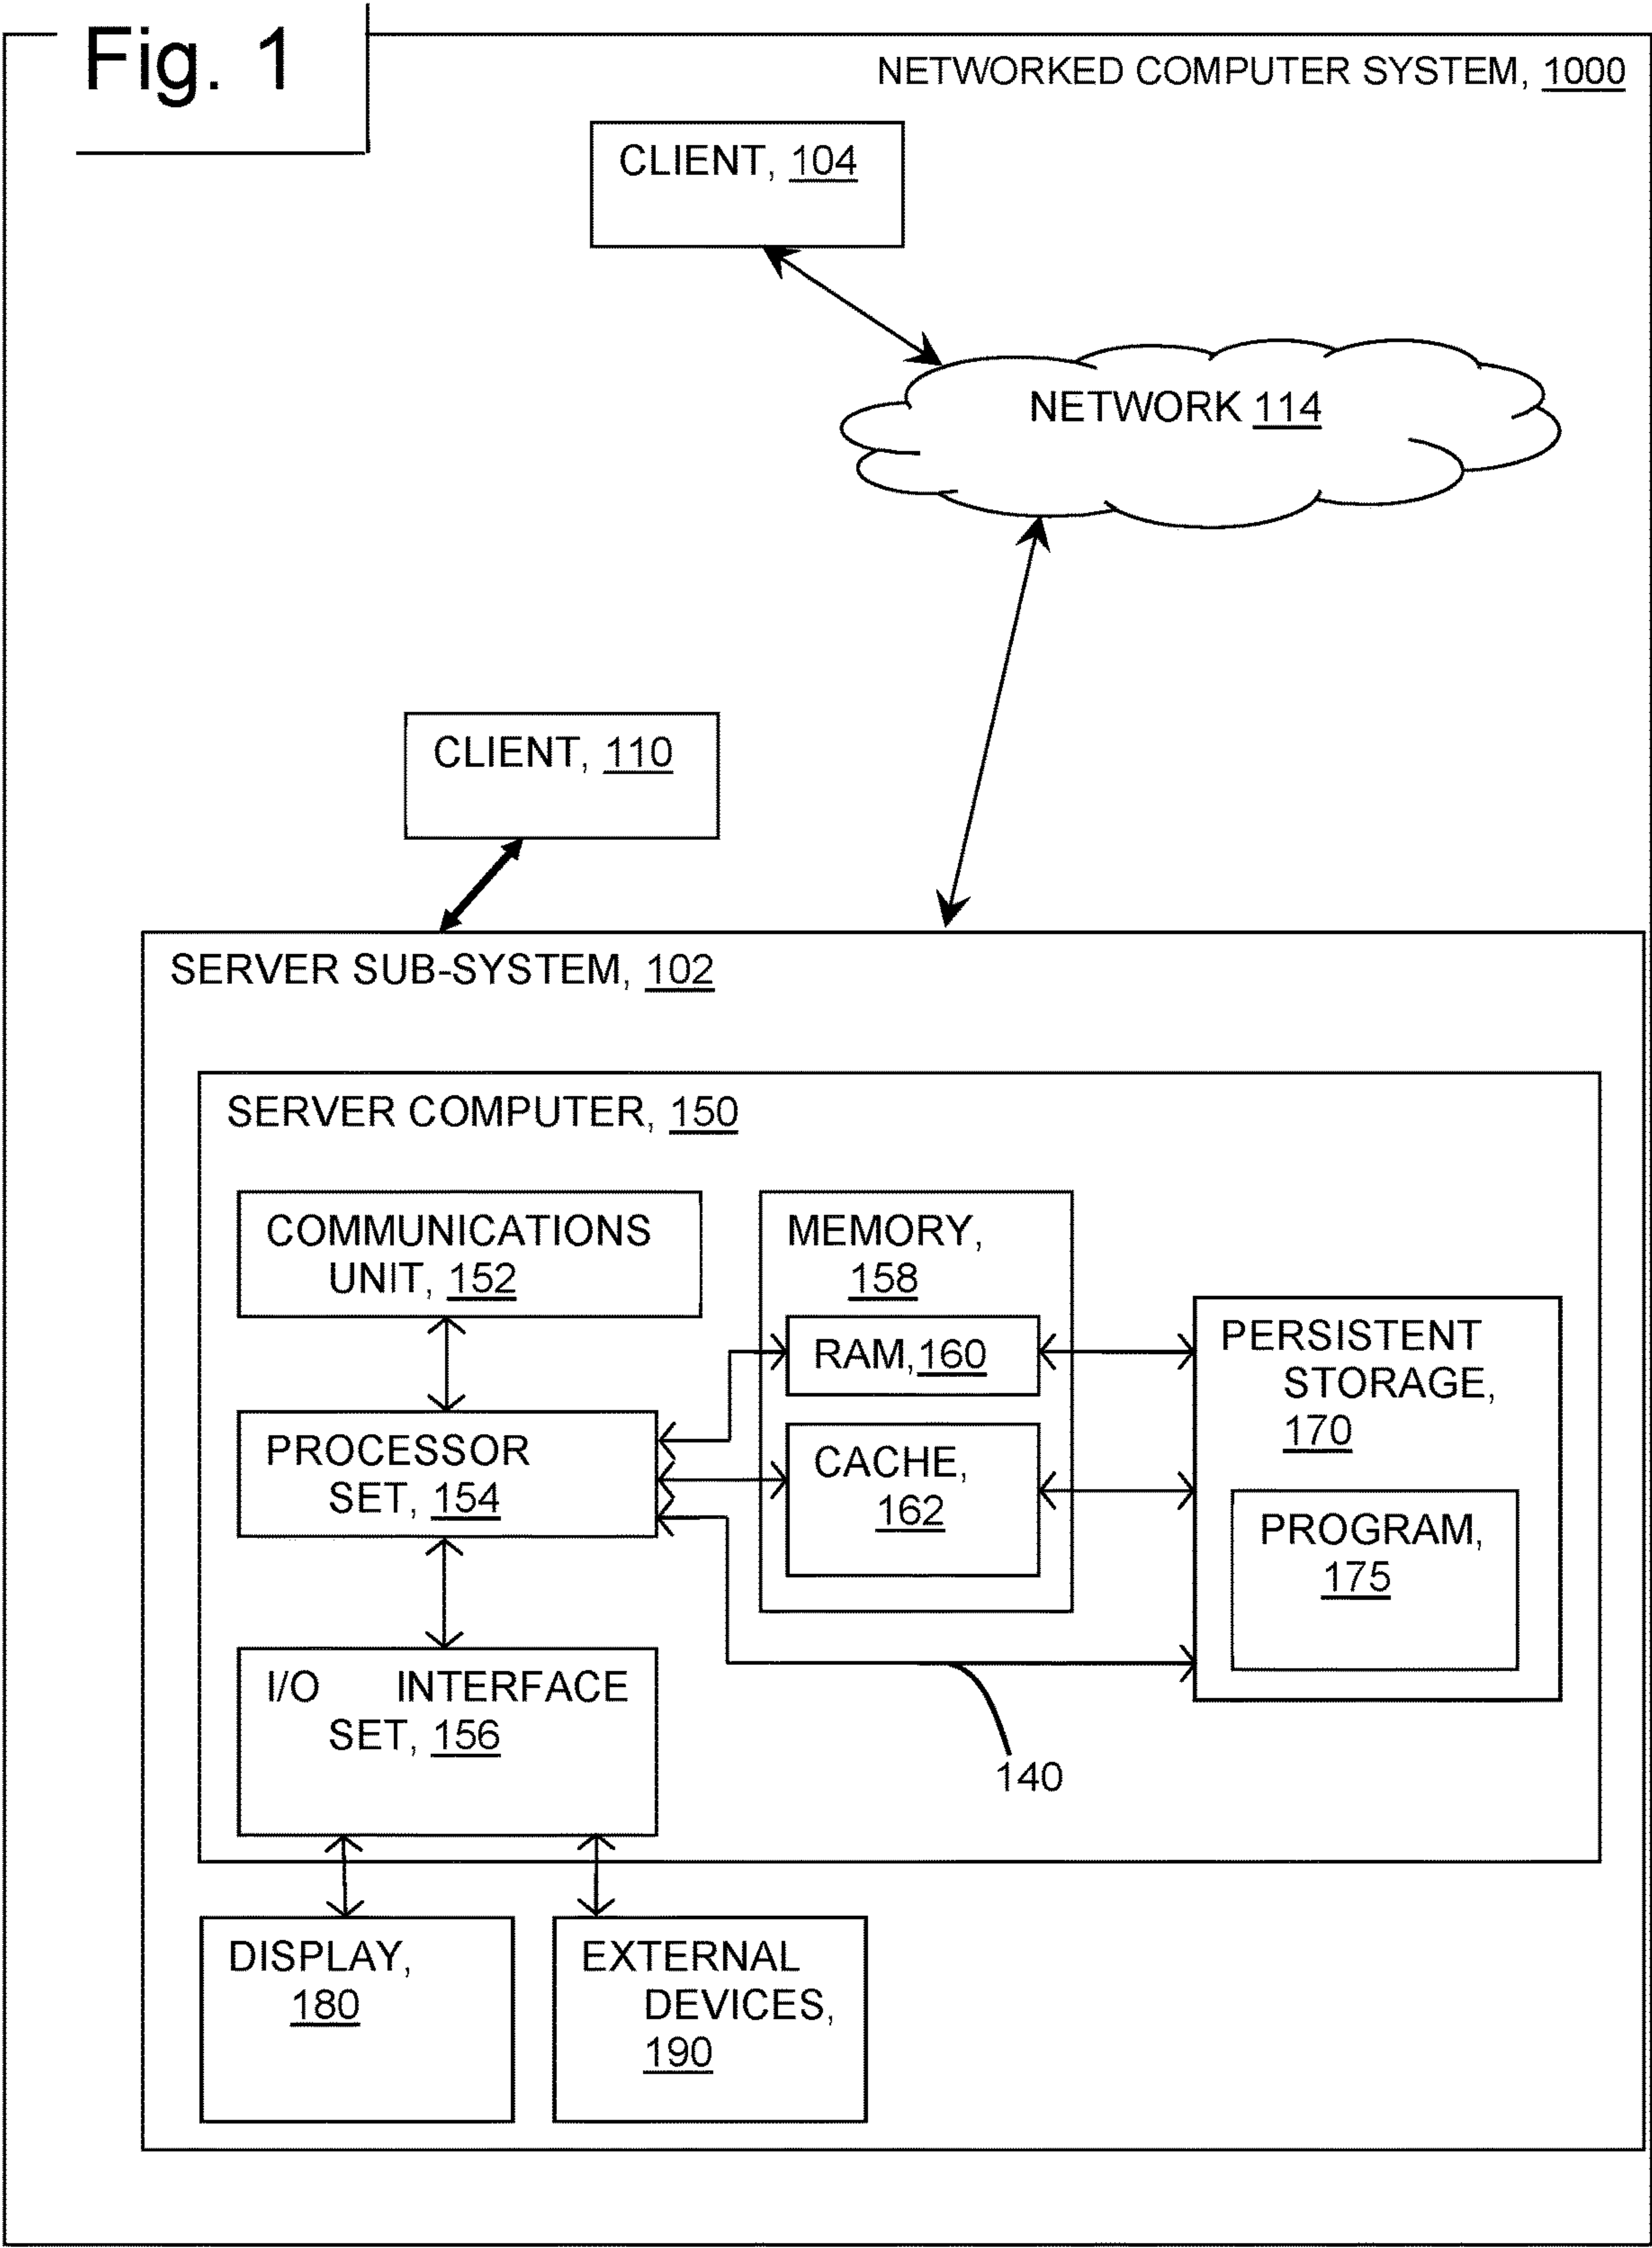 Fig. 1
NETWORKED COMPUTER SYSTEM, 1000
CLIENT, 104
NETWORK 114
CLIENT, 110
SERVER SUB-SYSTEM, 102
SERVER COMPUTER, 150
COMMUNICATIONS
UNIT, 152
MEMORY,
158
RAM, 160
PERSISTENT
STORAGE,
170
PROCESSOR
SET, 154
CACHE,
162
PROGRAM,
175
I/O INTERFACE
SET, 156
140
DISPLAY,
180
EXTERNAL
DEVICES,
190